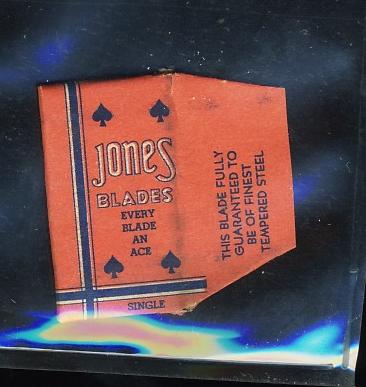 Jones
BLADES
EVERY
BLADE
AN
ACE
SINGLE
THIS BLADE FULLY
GUARANTEED TO
BE OF FINEST
TEMPERED STEEL